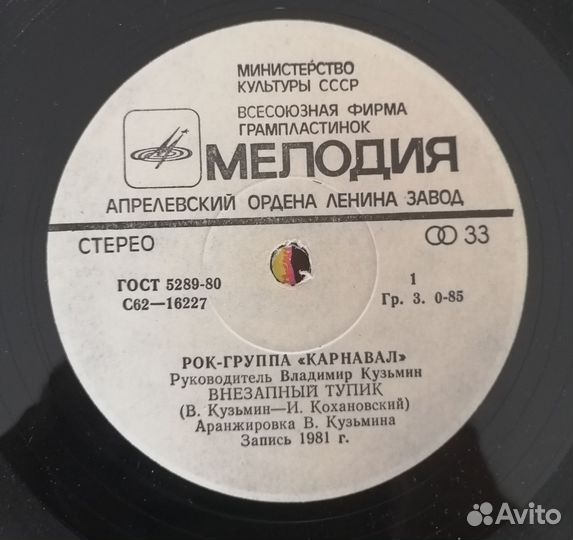 МИНИСТЕРСТВО
КУЛЬТУРЫ СССР
ВСЕСОЮЗНАЯ ФИРМА
ГРАМПЛАСТИНОК
МЕЛОДИЯ
АПРЕЛЕВСКИЙ ОРДЕНА ЛЕНИНА ЗАВОД
СТЕРЕО 33
ГОСТ 5289-80 1
С62—16227 Гр. 3. 0-85
РОК-ГРУППА «КАРНАВАЛ»
Руководитель Владимир Кузьмин
ВНЕЗАПНЫЙ ТУПИК
(В. Кузьмин—И. Кохановский)
Аранжировка В. Кузьмина
Запись 1981 г.
Avito